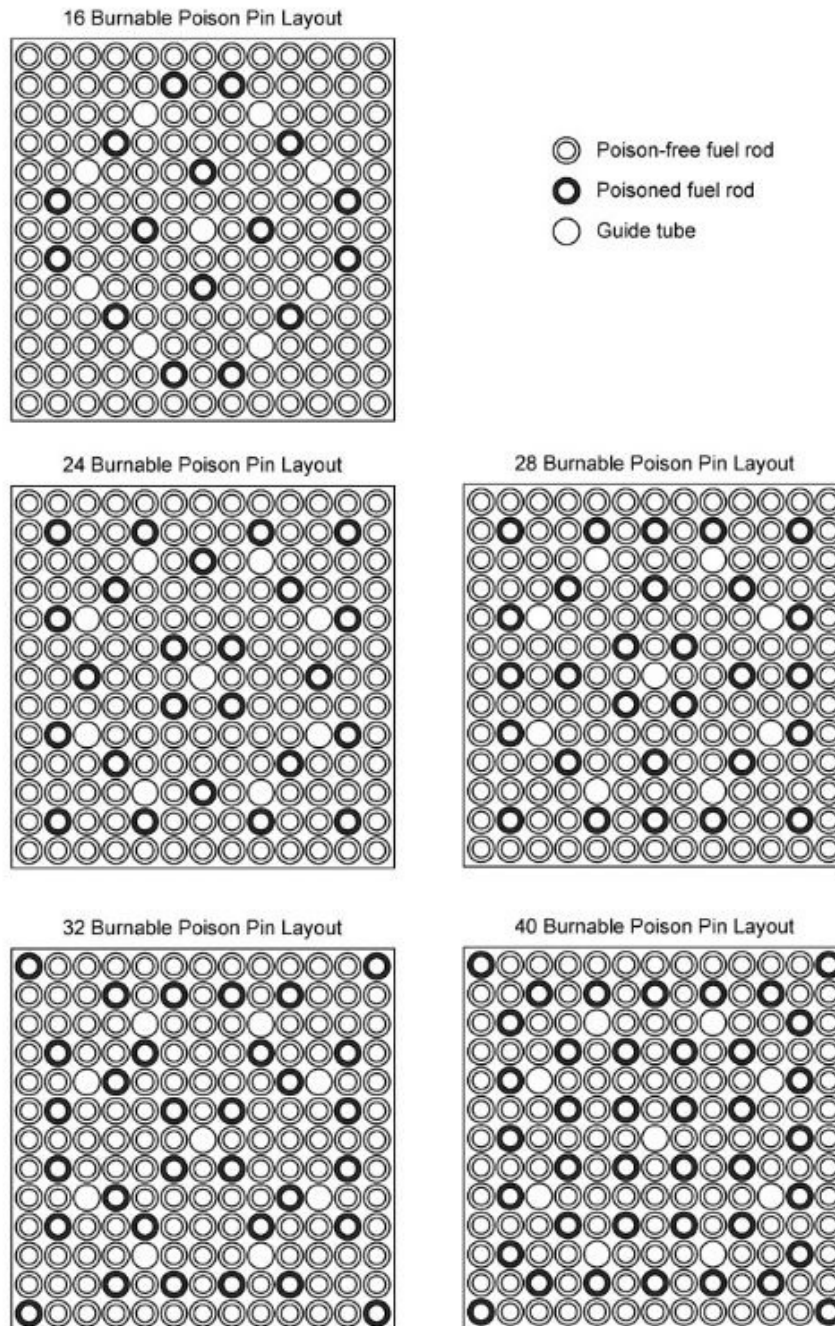 16 Burnable Poison Pin Layout
Poison-free fuel rod
Poisoned fuel rod
Guide tube
24 Burnable Poison Pin Layout
28 Burnable Poison Pin Layout
32 Burnable Poison Pin Layout
40 Burnable Poison Pin Layout